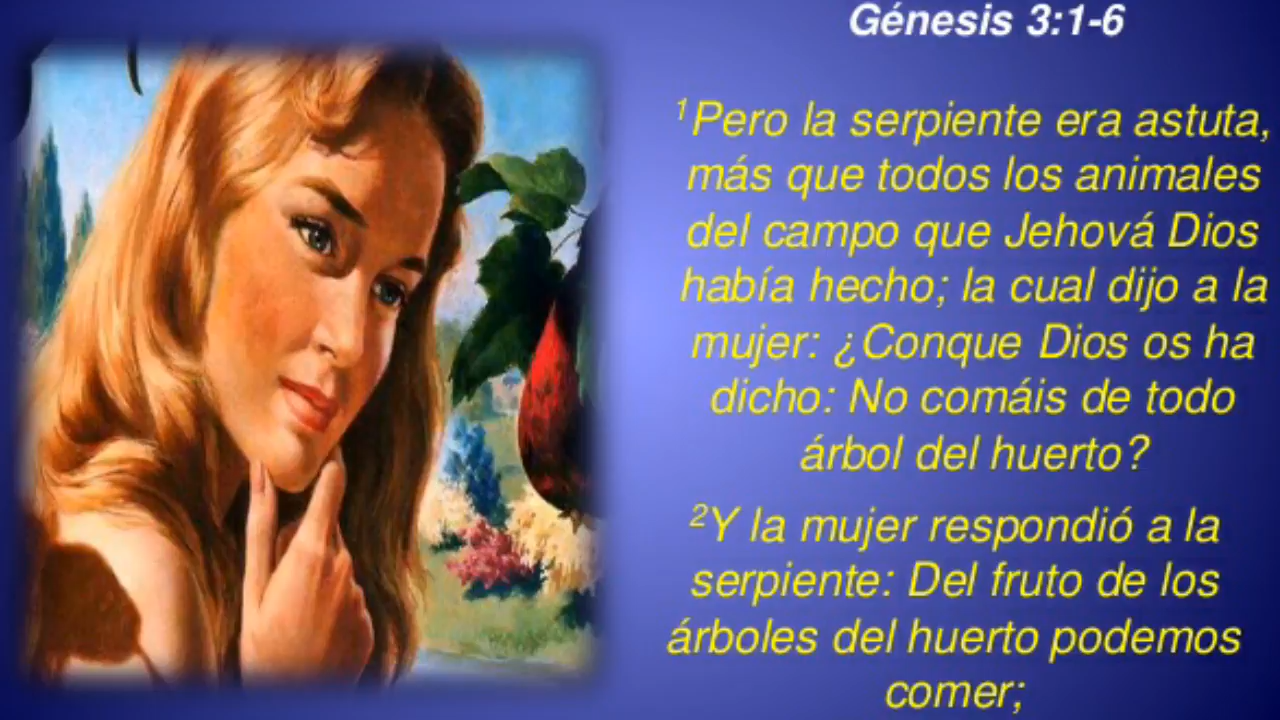 Génesis 3:1-6
1Pero la serpiente era astuta,
más que todos los animales
del campo que Jehová Dios
había hecho; la cual dijo a la
mujer: ¿Conque Dios os ha
dicho: No comáis de todo
árbol del huerto?
2Y la mujer respondió a la
serpiente: Del fruto de los
árboles del huerto podemos
comer;